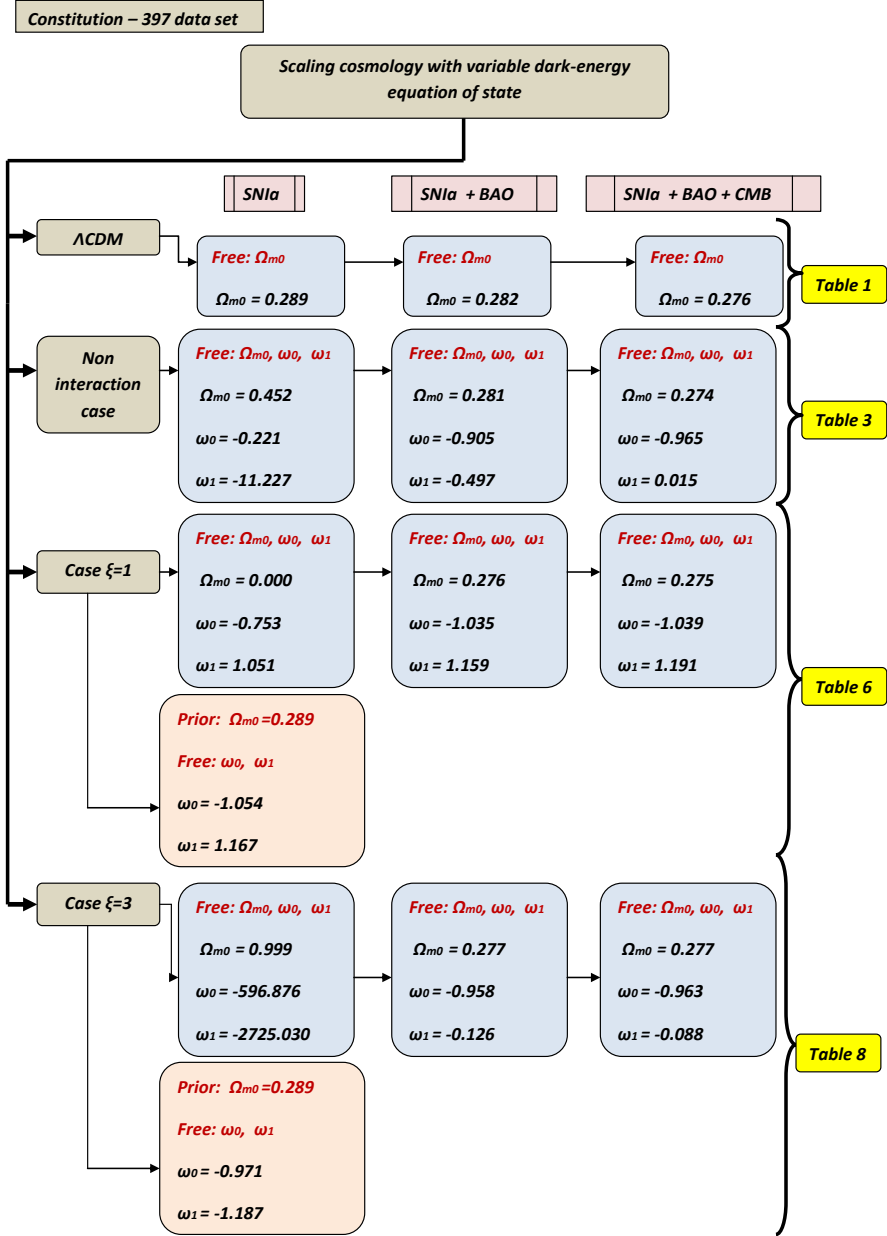 Constitution – 397 data set
Scaling cosmology with variable dark-energy
equation of state
SNIa
SNIa + BAO
SNIa + BAO + CMB
ΛCDM
Free: Ωm0
Ωm0 = 0.289
Free: Ωm0
Ωm0 = 0.282
Free: Ωm0
Ωm0 = 0.276
Table 1
Non
interaction
case
Free: Ωm0, ω0, ω1
Ωm0 = 0.452
ω0 = -0.221
ω1 = -11.227
Free: Ωm0, ω0, ω1
Ωm0 = 0.281
ω0 = -0.905
ω1 = -0.497
Free: Ωm0, ω0, ω1
Ωm0 = 0.274
ω0 = -0.965
ω1 = 0.015
Table 3
Case ξ=1
Free: Ωm0, ω0, ω1
Ωm0 = 0.000
ω0 = -0.753
ω1 = 1.051
Free: Ωm0, ω0, ω1
Ωm0 = 0.276
ω0 = -1.035
ω1 = 1.159
Free: Ωm0, ω0, ω1
Ωm0 = 0.275
ω0 = -1.039
ω1 = 1.191
Table 6
Prior: Ωm0 =0.289
Free: ω0, ω1
ω0 = -1.054
ω1 = 1.167
Case ξ=3
Free: Ωm0, ω0, ω1
Ωm0 = 0.999
ω0 = -596.876
ω1 = -2725.030
Free: Ωm0, ω0, ω1
Ωm0 = 0.277
ω0 = -0.958
ω1 = -0.126
Free: Ωm0, ω0, ω1
Ωm0 = 0.277
ω0 = -0.963
ω1 = -0.088
Table 8
Prior: Ωm0 =0.289
Free: ω0, ω1
ω0 = -0.971
ω1 = -1.187